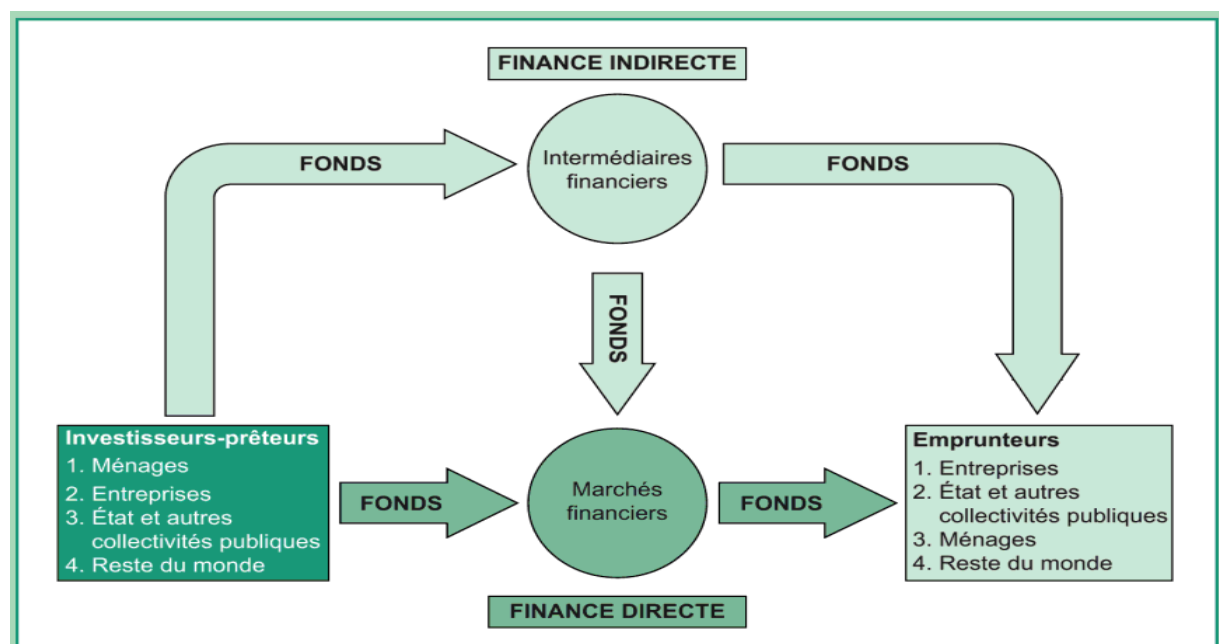 FINANCE INDIRECTE
FONDS
Intermédiaires
financiers
FONDS
FONDS
Investisseurs-prêteurs
1. Ménages
2. Entreprises
3. État et autres
collectivités publiques
4. Reste du monde
FONDS
Marchés
financiers
FONDS
Emprunteurs
1. Entreprises
2. État et autres
collectivités publiques
3. Ménages
4. Reste du monde
FINANCE DIRECTE